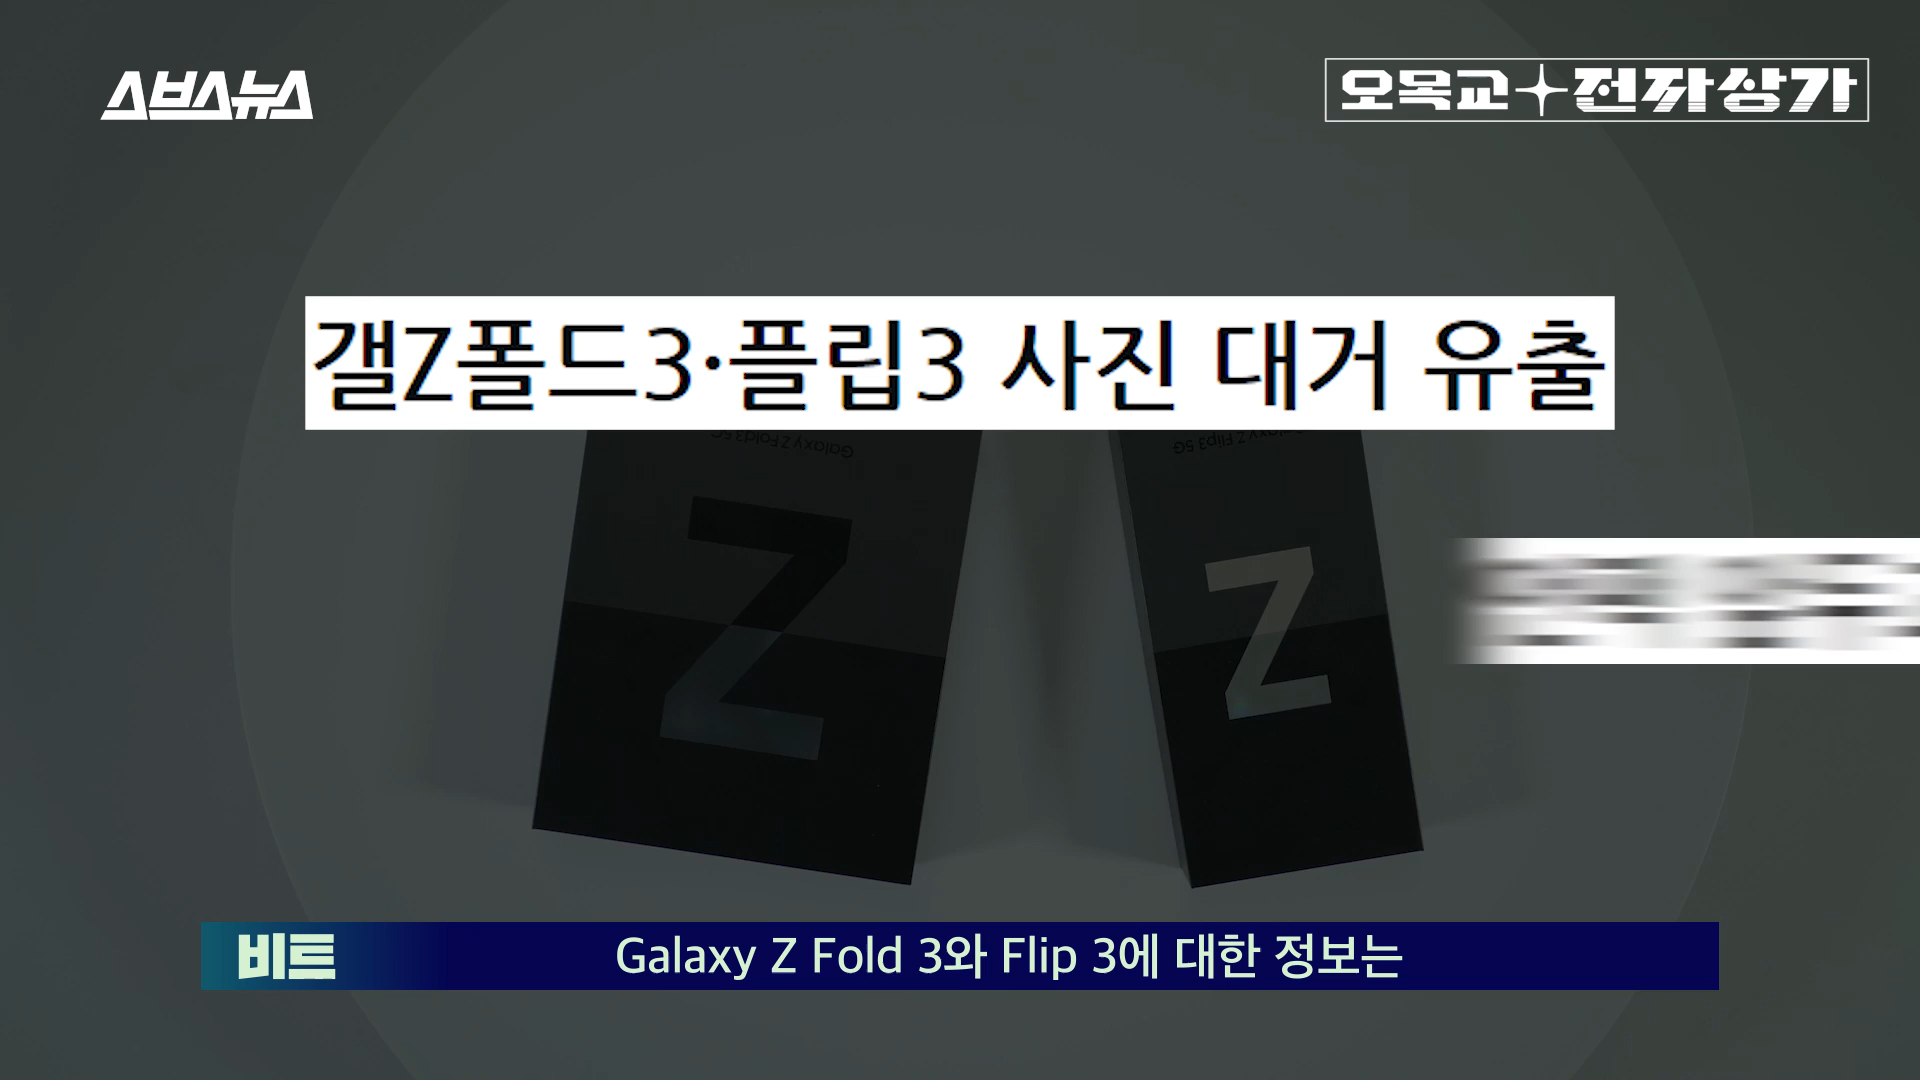 스브스뉴스
오목교 전자상가
갤Z폴드3·플립3 사진 대거 유출
Galaxy Z Fold3 5G
Galaxy Z Flip3 5G
Z
Z
비트
Galaxy Z Fold 3와 Flip 3에 대한 정보는